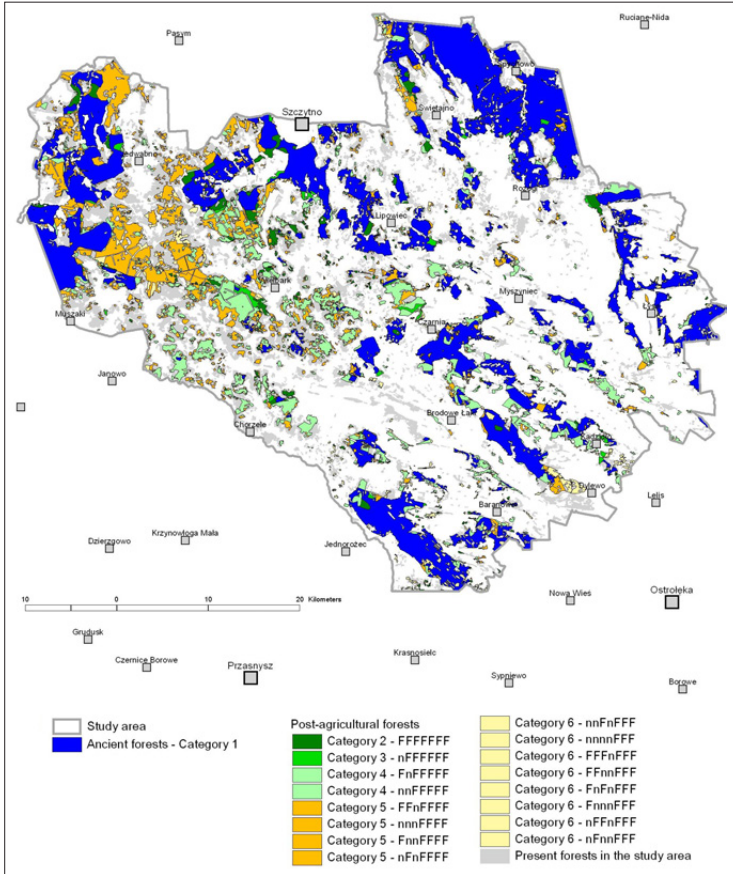 Ruciane-Nida
Pasym
Szczytno
Świętajno
Jedwabno
Rozogi
Lipowiec
Wielbark
Myszyniec
Muszaki
Łyse
Czarnia
Janowo
Brodowe Łąki
Chorzele
Kadzidło
Dylewo
Baranowo
Lelis
Krzynowłoga Mała
Dzierzgowo
Jednorożec
Nowa Wieś
Ostrołęka
10 0 10 20 Kilometers
Grudusk
Czernice Borowe
Krasnosielc
Przasnysz
Sypniewo
Borowe
Study area
Ancient forests - Category 1
Post-agricultural forests
Category 2 - FFFFFFF
Category 3 - nFFFFFF
Category 4 - FnFFFFF
Category 4 - nnFFFFF
Category 5 - FFnFFFF
Category 5 - nnnFFFF
Category 5 - FnnFFFF
Category 5 - nFnFFFF
Category 6 - nnFnFFF
Category 6 - nnnnFFF
Category 6 - FFFnFFF
Category 6 - FFnnFFF
Category 6 - FnFnFFF
Category 6 - FnnnFFF
Category 6 - nFFnFFF
Category 6 - nFnnFFF
Present forests in the study area